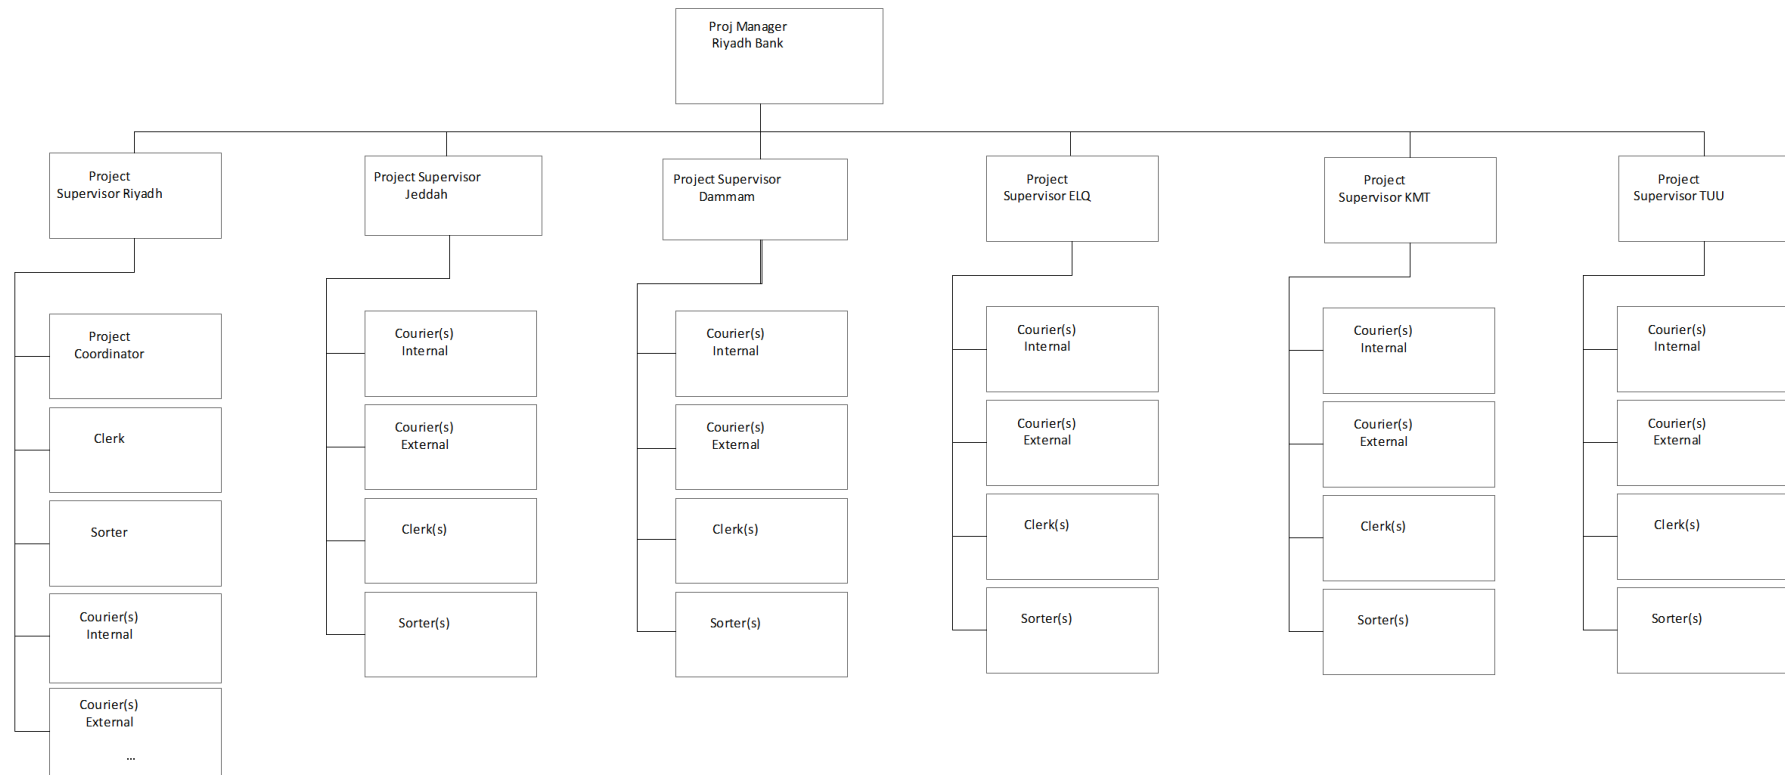 Proj Manager
Riyadh Bank
Project
Supervisor Riyadh
Project Supervisor
Jeddah
Project Supervisor
Dammam
Project
Supervisor ELQ
Project
Supervisor KMT
Project
Supervisor TUU
Project
Coordinator
Clerk
Sorter
Courier(s)
Internal
Courier(s)
External
...
Courier(s)
Internal
Courier(s)
External
Clerk(s)
Sorter(s)
Courier(s)
Internal
Courier(s)
External
Clerk(s)
Sorter(s)
Courier(s)
Internal
Courier(s)
External
Clerk(s)
Sorter(s)
Courier(s)
Internal
Courier(s)
External
Clerk(s)
Sorter(s)
Courier(s)
Internal
Courier(s)
External
Clerk(s)
Sorter(s)